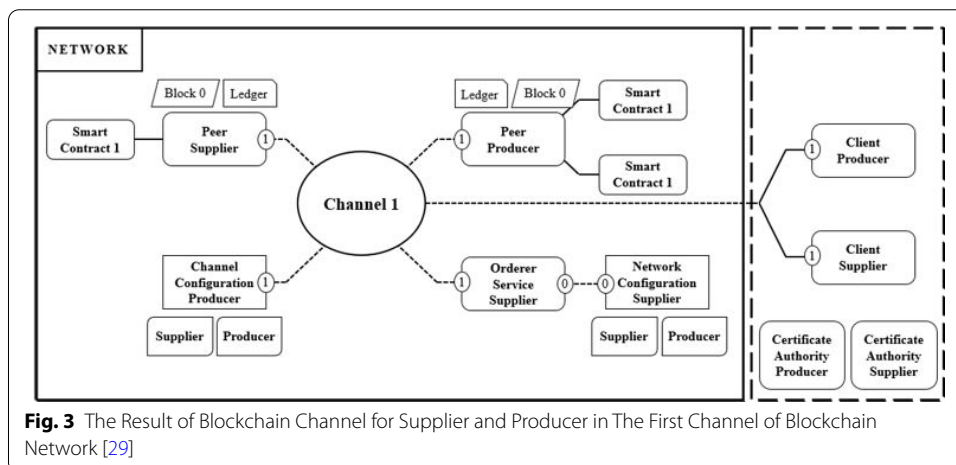 NETWORK
Block 0
Ledger
Ledger
Block 0
Smart
Contract 1
Peer
Supplier
1
1
Peer
Producer
Smart
Contract 1
Smart
Contract 1
Channel 1
1
Client
Producer
1
Client
Supplier
Channel
Configuration
Producer
1
1
Orderer
Service
Supplier
0
0
Network
Configuration
Supplier
Supplier
Producer
Supplier
Producer
Certificate
Authority
Producer
Certificate
Authority
Supplier
Fig. 3 The Result of Blockchain Channel for Supplier and Producer in The First Channel of Blockchain
Network [29]